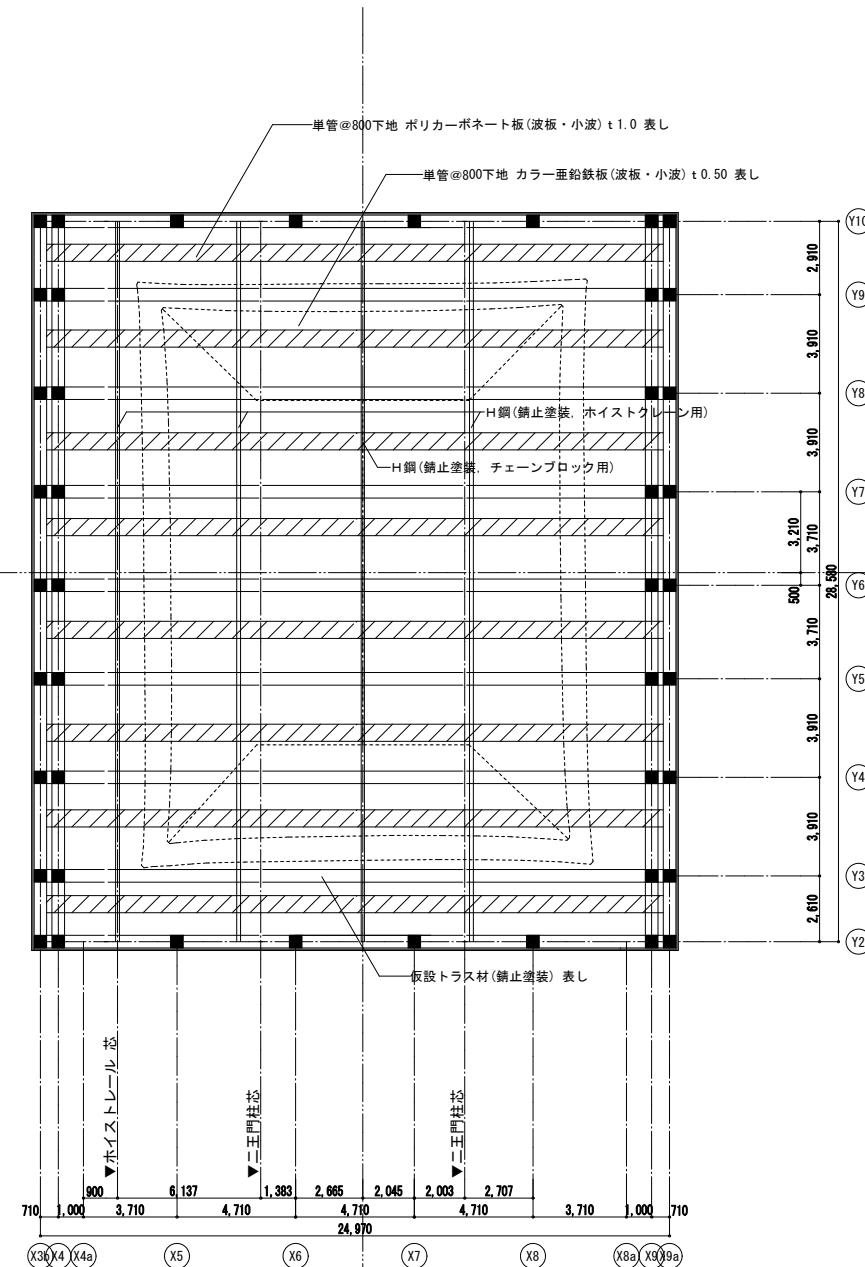 単管@800下地 ポリカーボネート板(波板・小波) t 1.0 表し
単管@800下地 カラー亜鉛鉄板(波板・小波) t 0.50 表し
Y10
2,910
Y9
3,910
Y8
H鋼(錆止塗装, ホイストクレーン用)
3,910
H鋼(錆止塗装, チェーンブロック用)
Y7
3,210
3,710
28,580
Y6
500
3,710
Y5
3,910
Y4
3,910
Y3
2,610
Y2
仮設トラス材(錆止塗装) 表し
▼ホイストレール 芯
▼二王門柱芯
▼二王門柱芯
900
6,137
1,383
2,665
2,045
2,003
2,707
710
1,000
3,710
4,710
4,710
4,710
3,710
1,000
710
24,970
X3b
X4
X4a
X5
X6
X7
X8
X8a
X9
X9a